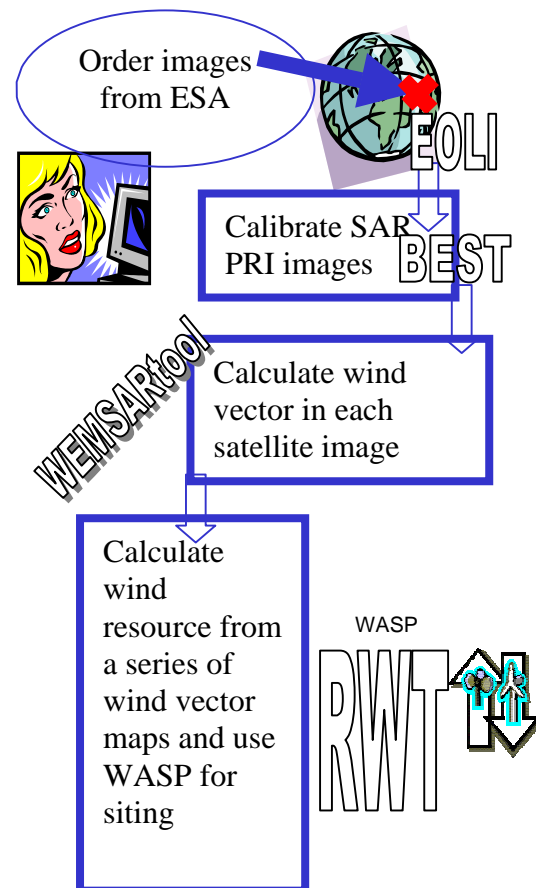 Order images
from ESA
EOLI
Calibrate SAR
PRI images
BEST
WEMSARtool
Calculate wind
vector in each
satellite image
Calculate
wind
resource from
a series of
wind vector
maps and use
WASP for
siting
WASP
RWT